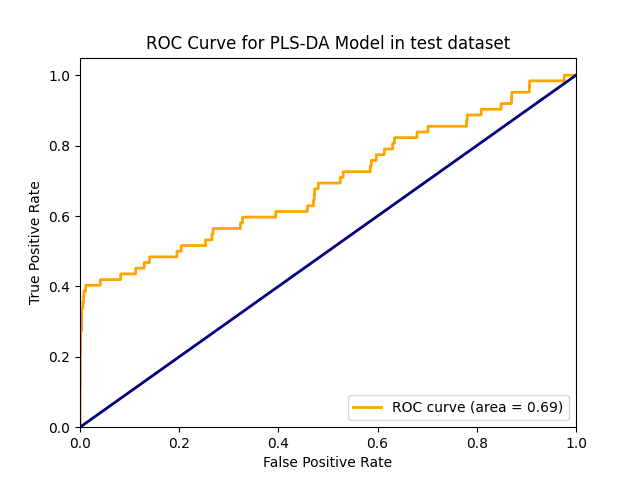 ROC Curve for PLS-DA Model in test dataset
1.0
0.8
0.6
0.4
0.2
0.0
True Positive Rate
ROC curve (area = 0.69)
0.0 0.2 0.4 0.6 0.8 1.0
False Positive Rate